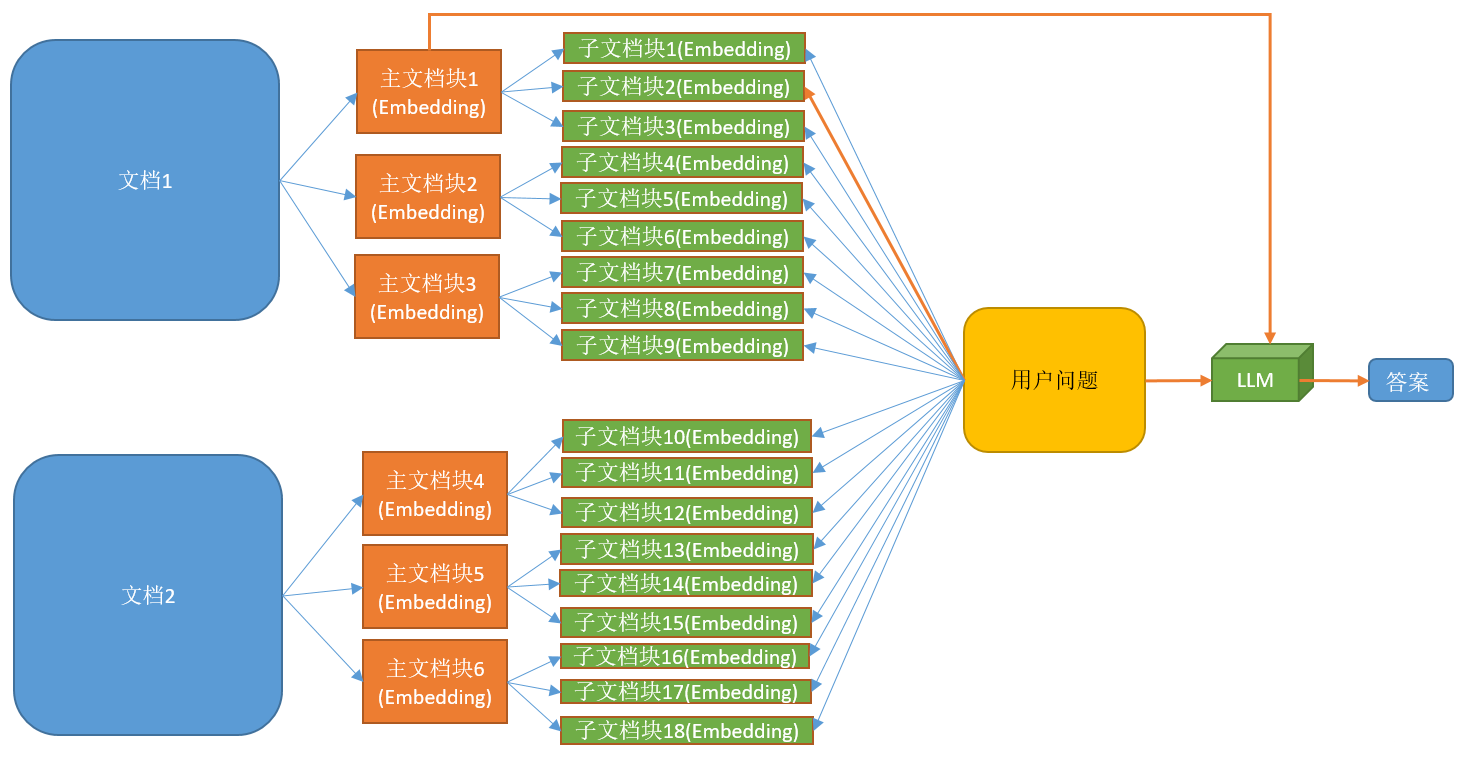 文档1
主文档块1
(Embedding)
主文档块2
(Embedding)
主文档块3
(Embedding)
子文档块1(Embedding)
子文档块2(Embedding)
子文档块3(Embedding)
子文档块4(Embedding)
子文档块5(Embedding)
子文档块6(Embedding)
子文档块7(Embedding)
子文档块8(Embedding)
子文档块9(Embedding)
文档2
主文档块4
(Embedding)
主文档块5
(Embedding)
主文档块6
(Embedding)
子文档块10(Embedding)
子文档块11(Embedding)
子文档块12(Embedding)
子文档块13(Embedding)
子文档块14(Embedding)
子文档块15(Embedding)
子文档块16(Embedding)
子文档块17(Embedding)
子文档块18(Embedding)
用户问题
LLM
答案